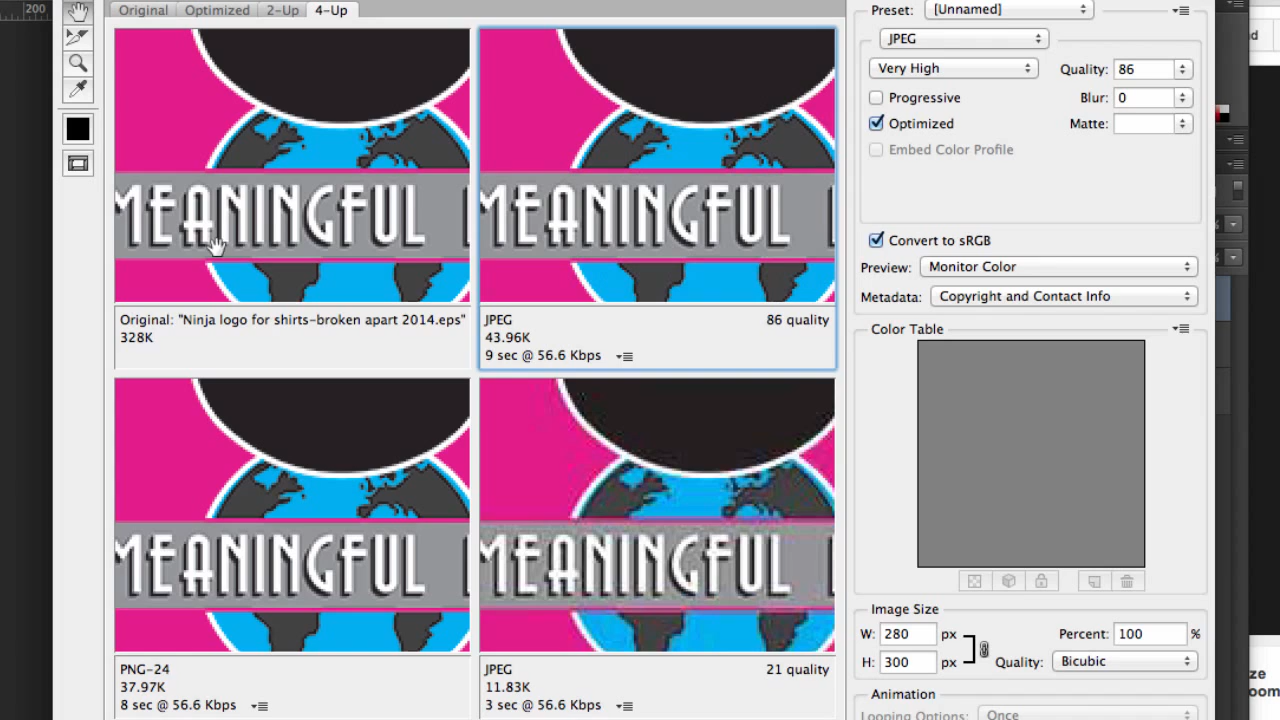 200
Original Optimized 2-Up 4-Up
MEANINGFUL
MEANINGFUL
Original: "Ninja logo for shirts-broken apart 2014.eps"
328K
JPEG 86 quality
43.96K
9 sec @ 56.6 Kbps
MEANINGFUL
MEANINGFUL
PNG-24
37.97K
8 sec @ 56.6 Kbps
JPEG 21 quality
11.83K
3 sec @ 56.6 Kbps
Preset: [Unnamed]
JPEG
Very High Quality: 86
Progressive Blur: 0
Optimized Matte:
Embed Color Profile
Convert to sRGB
Preview: Monitor Color
Metadata: Copyright and Contact Info
Color Table
Image Size
W: 280 px Percent: 100 %
H: 300 px Quality: Bicubic
Animation
Looping Options: Once